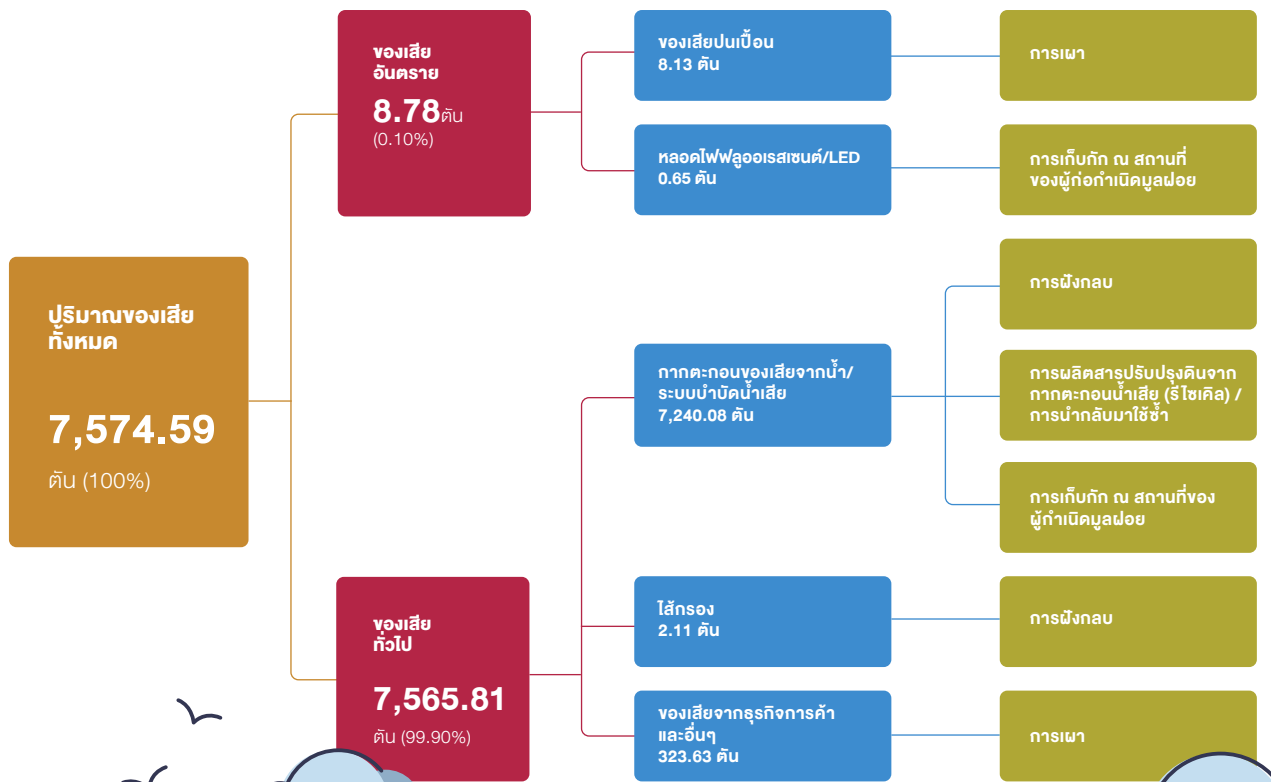 ปริมาณของเสีย
ทั้งหมด
7,574.59
ตัน (100%)
ของเสีย
อันตราย
8.78ตัน
(0.10%)
ของเสียปนเปื้อน
8.13 ตัน
การเผา
หลอดไฟฟลูออเรสเซนต์/LED
0.65 ตัน
การเก็บกัก ณ สถานที่
ของผู้ก่อกำเนิดมูลฝอย
ของเสีย
ทั่วไป
7,565.81
ตัน (99.90%)
กากตะกอนของเสียจากน้ำ/
ระบบบำบัดน้ำเสีย
7,240.08 ตัน
การฝังกลบ
การผลิตสารปรับปรุงดินจาก
กากตะกอนน้ำเสีย (รีไซเคิล) /
การนำกลับมาใช้ซ้ำ
การเก็บกัก ณ สถานที่ของ
ผู้กำเนิดมูลฝอย
ไส้กรอง
2.11 ตัน
การฝังกลบ
ของเสียจากธุรกิจการค้า
และอื่นๆ
323.63 ตัน
การเผา